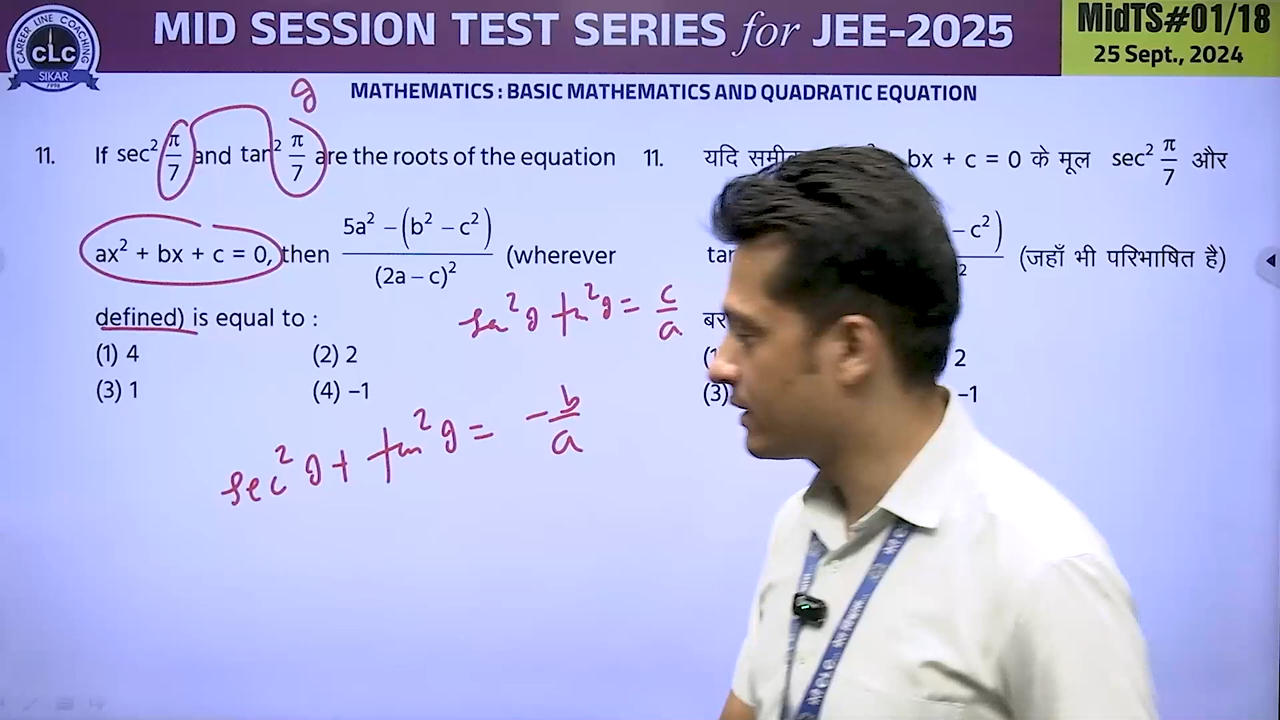 CAREER LINE COACHING
CLC
SIKAR
MID SESSION TEST SERIES for JEE-2025
MidTS#01/18
25 Sept., 2024
MATHEMATICS : BASIC MATHEMATICS AND QUADRATIC EQUATION
θ
11. If sec² π/7 and tan² π/7 are the roots of the equation
ax² + bx + c = 0, then (5a² – (b² – c²))/(2a – c)² (wherever
defined) is equal to :
(1) 4 (2) 2
(3) 1 (4) –1
sec²θ tan²θ = c/a
sec²θ + tan²θ = -b/a
11. यदि bx + c = 0 के मूल sec² π/7 और
– c²) (जहाँ भी परिभाषित है)
2
(3) –1